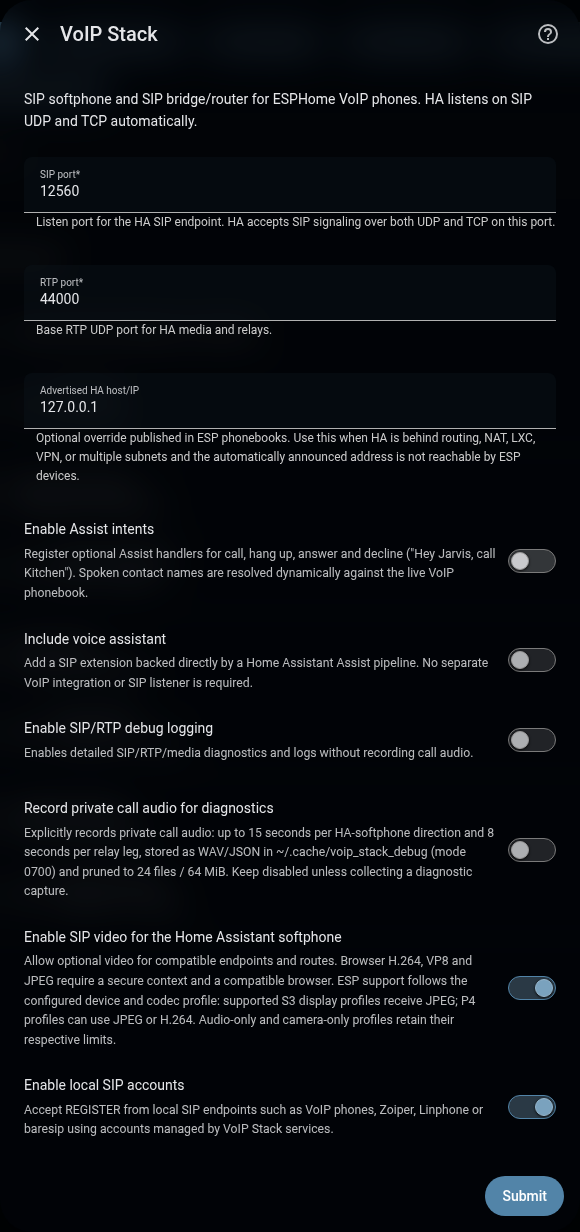 VoIP Stack
SIP softphone and SIP bridge/router for ESPHome VoIP phones. HA listens on SIP
UDP and TCP automatically.
SIP port*
12560
Listen port for the HA SIP endpoint. HA accepts SIP signaling over both UDP and TCP on this port.
RTP port*
44000
Base RTP UDP port for HA media and relays.
Advertised HA host/IP
127.0.0.1
Optional override published in ESP phonebooks. Use this when HA is behind routing, NAT, LXC,
VPN, or multiple subnets and the automatically announced address is not reachable by ESP
devices.
Enable Assist intents
Register optional Assist handlers for call, hang up, answer and decline ("Hey Jarvis, call
Kitchen"). Spoken contact names are resolved dynamically against the live VoIP
phonebook.
Include voice assistant
Add a SIP extension backed directly by a Home Assistant Assist pipeline. No separate
VoIP integration or SIP listener is required.
Enable SIP/RTP debug logging
Enables detailed SIP/RTP/media diagnostics and logs without recording call audio.
Record private call audio for diagnostics
Explicitly records private call audio: up to 15 seconds per HA-softphone direction and 8
seconds per relay leg, stored as WAV/JSON in ~/.cache/voip_stack_debug (mode
0700) and pruned to 24 files / 64 MiB. Keep disabled unless collecting a diagnostic
capture.
Enable SIP video for the Home Assistant softphone
Allow optional video for compatible endpoints and routes. Browser H.264, VP8 and
JPEG require a secure context and a compatible browser. ESP support follows the
configured device and codec profile: supported S3 display profiles receive JPEG; P4
profiles can use JPEG or H.264. Audio-only and camera-only profiles retain their
respective limits.
Enable local SIP accounts
Accept REGISTER from local SIP endpoints such as VoIP phones, Zoiper, Linphone or
baresip using accounts managed by VoIP Stack services.
Submit